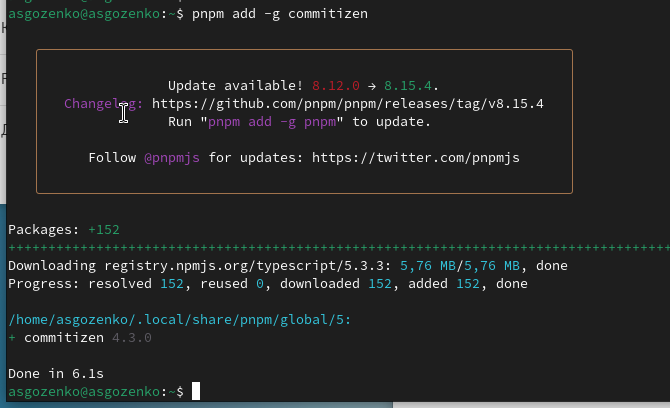 asgozenko@asgozenko:~$ pnpm add -g commitizen
Update available! 8.12.0 → 8.15.4.
Changelog: https://github.com/pnpm/pnpm/releases/tag/v8.15.4
Run "pnpm add -g pnpm" to update.
Follow @pnpmjs for updates: https://twitter.com/pnpmjs
Packages: +152
+++++++++++++++++++++++++++++++++++++++++++++++++++++++++++++++++++++++++++++++++++
Downloading registry.npmjs.org/typescript/5.3.3: 5,76 MB/5,76 MB, done
Progress: resolved 152, reused 0, downloaded 152, added 152, done
/home/asgozenko/.local/share/pnpm/global/5:
+ commitizen 4.3.0
Done in 6.1s
asgozenko@asgozenko:~$